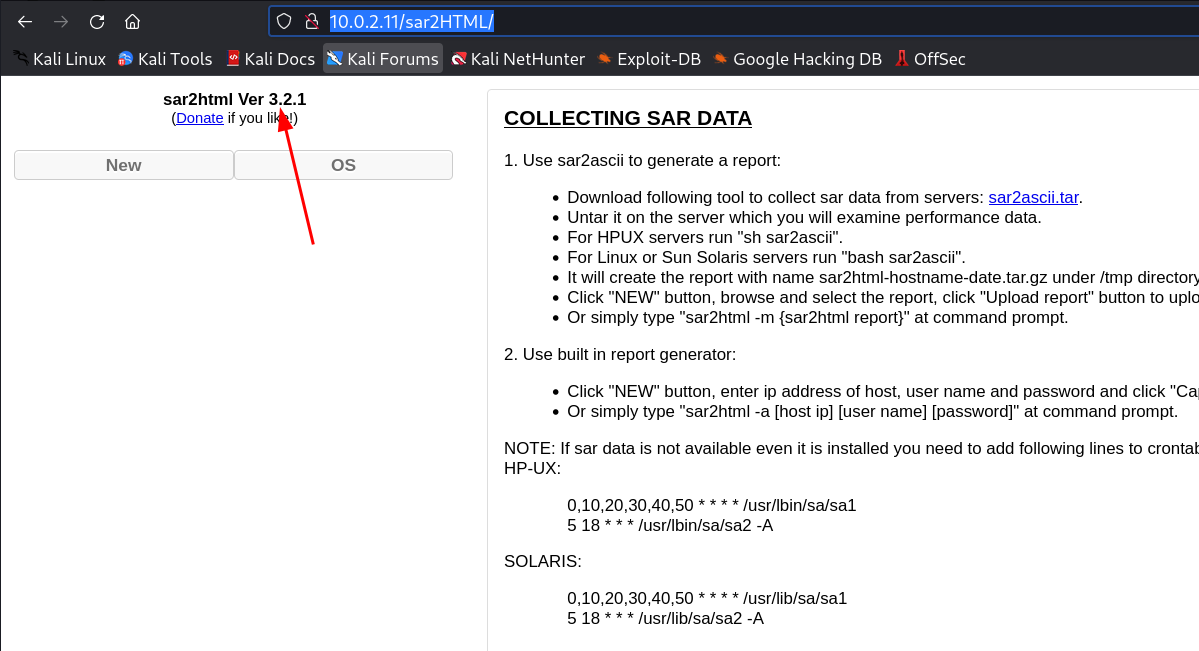 10.0.2.11/sar2HTML/
Kali Linux Kali Tools Kali Docs Kali Forums Kali NetHunter Exploit-DB Google Hacking DB OffSec
sar2html Ver 3.2.1
(Donate if you like!)
New OS
COLLECTING SAR DATA
1. Use sar2ascii to generate a report:
Download following tool to collect sar data from servers: sar2ascii.tar.
Untar it on the server which you will examine performance data.
For HPUX servers run "sh sar2ascii".
For Linux or Sun Solaris servers run "bash sar2ascii".
It will create the report with name sar2html-hostname-date.tar.gz under /tmp directory
Click "NEW" button, browse and select the report, click "Upload report" button to uplo
Or simply type "sar2html -m {sar2html report}" at command prompt.
2. Use built in report generator:
Click "NEW" button, enter ip address of host, user name and password and click "Ca
Or simply type "sar2html -a [host ip] [user name] [password]" at command prompt.
NOTE: If sar data is not available even it is installed you need to add following lines to crontab
HP-UX:
0,10,20,30,40,50 * * * * /usr/lbin/sa/sa1
5 18 * * * /usr/lbin/sa/sa2 -A
SOLARIS:
0,10,20,30,40,50 * * * * /usr/lib/sa/sa1
5 18 * * * /usr/lib/sa/sa2 -A